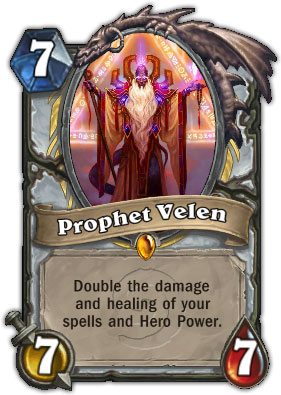 7
Prophet Velen
Double the damage
and healing of your
spells and Hero Power.
7
7